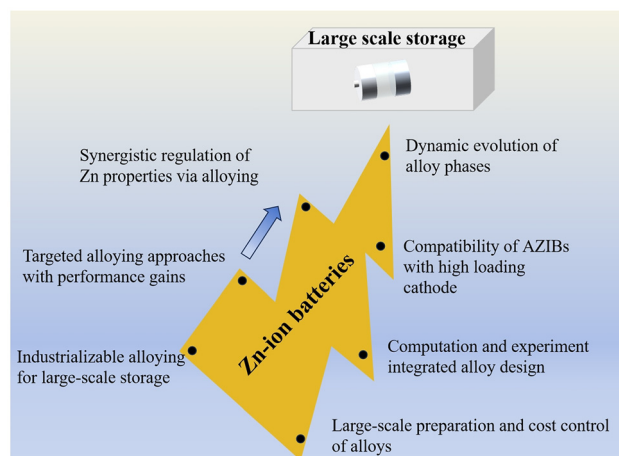 Large scale storage
Synergistic regulation of
Zn properties via alloying
Dynamic evolution of
alloy phases
Targeted alloying approaches
with performance gains
Compatibility of AZIBs
with high loading
cathode
Zn-ion batteries
Industrializable alloying
for large-scale storage
Computation and experiment
integrated alloy design
Large-scale preparation and cost control
of alloys